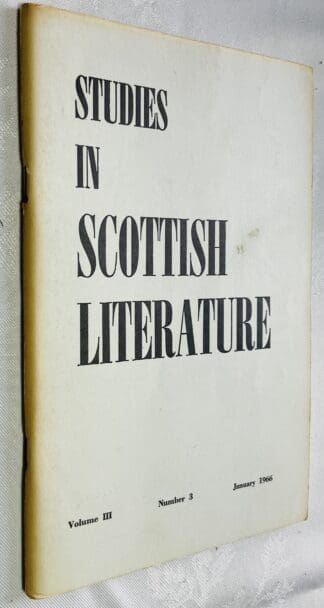 STUDIES
IN
SCOTTISH
LITERATURE
Volume III Number 3 January 1966